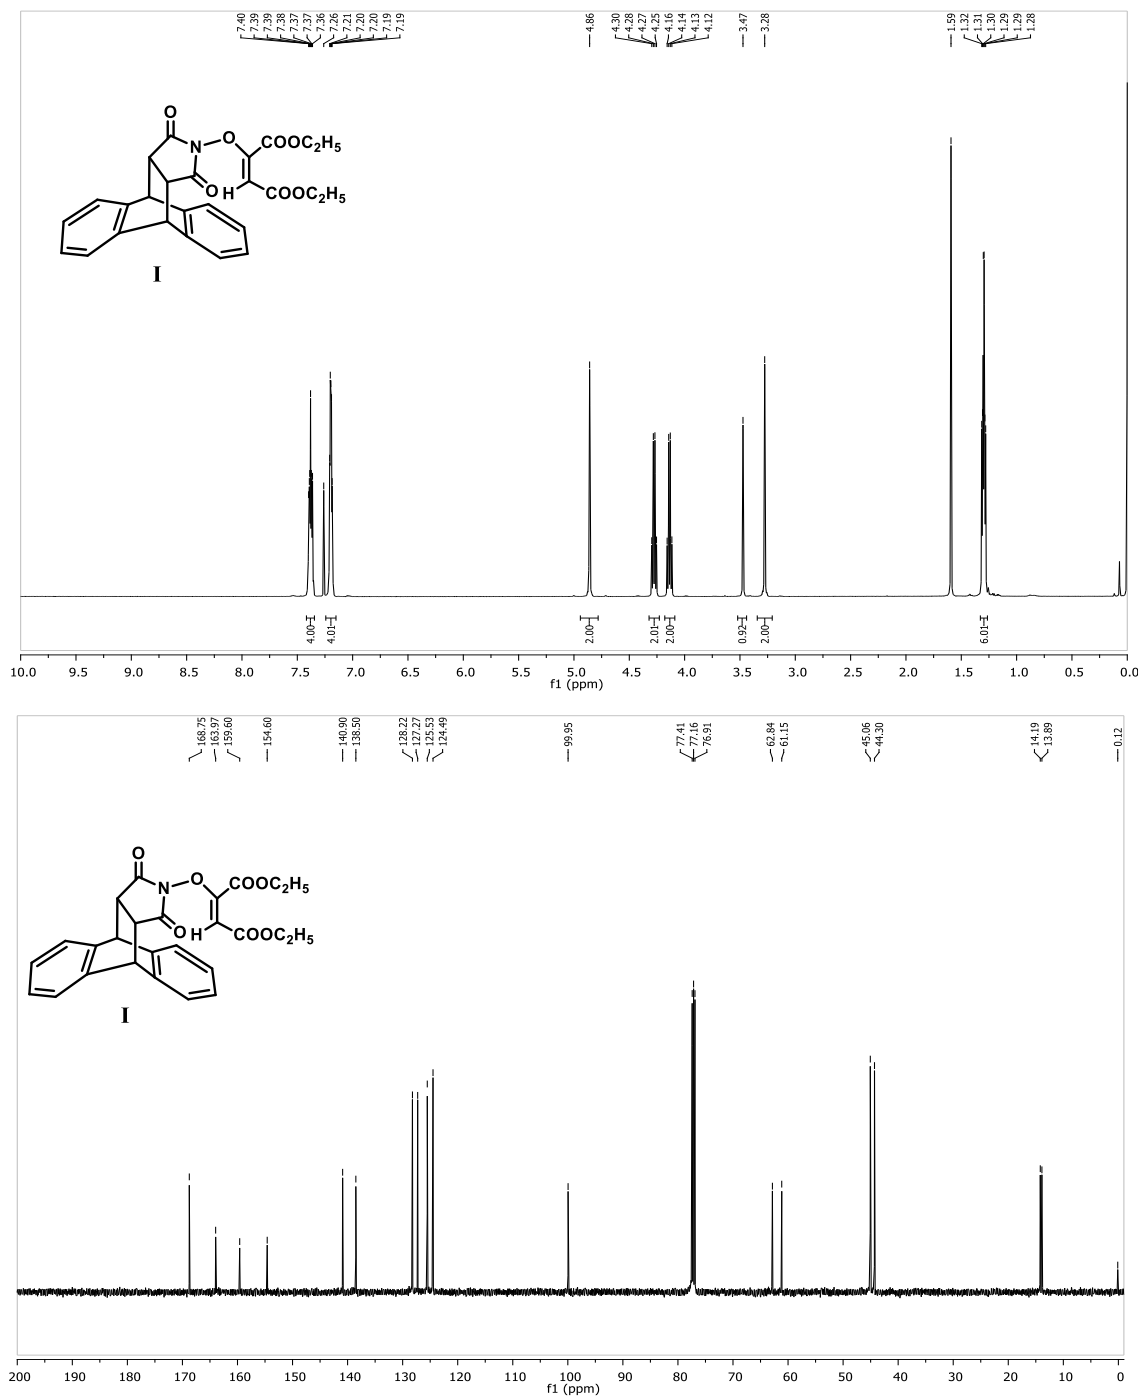 7.40 7.39 7.39 7.38 7.37 7.37 7.36 7.26 7.21 7.20 7.20 7.19 7.19 4.86 4.30 4.28 4.27 4.25 4.16 4.14 4.13 4.12 3.47 3.28 1.59 1.32 1.31 1.30 1.29 1.29 1.28
O
N O COOC2H5
O H COOC2H5
I
4.00 4.01 2.00 2.01 2.00 0.92 2.00 6.01
10.0 9.5 9.0 8.5 8.0 7.5 7.0 6.5 6.0 5.5 5.0 4.5 4.0 3.5 3.0 2.5 2.0 1.5 1.0 0.5 0.0
f1 (ppm)
168.75 163.97 159.60 154.60 140.90 138.50 128.22 127.27 125.53 124.49 99.95 77.41 77.16 76.91 62.84 61.15 45.06 44.30 14.19 13.89 0.12
O
N O COOC2H5
O H COOC2H5
I
200 190 180 170 160 150 140 130 120 110 100 90 80 70 60 50 40 30 20 10 0
f1 (ppm)